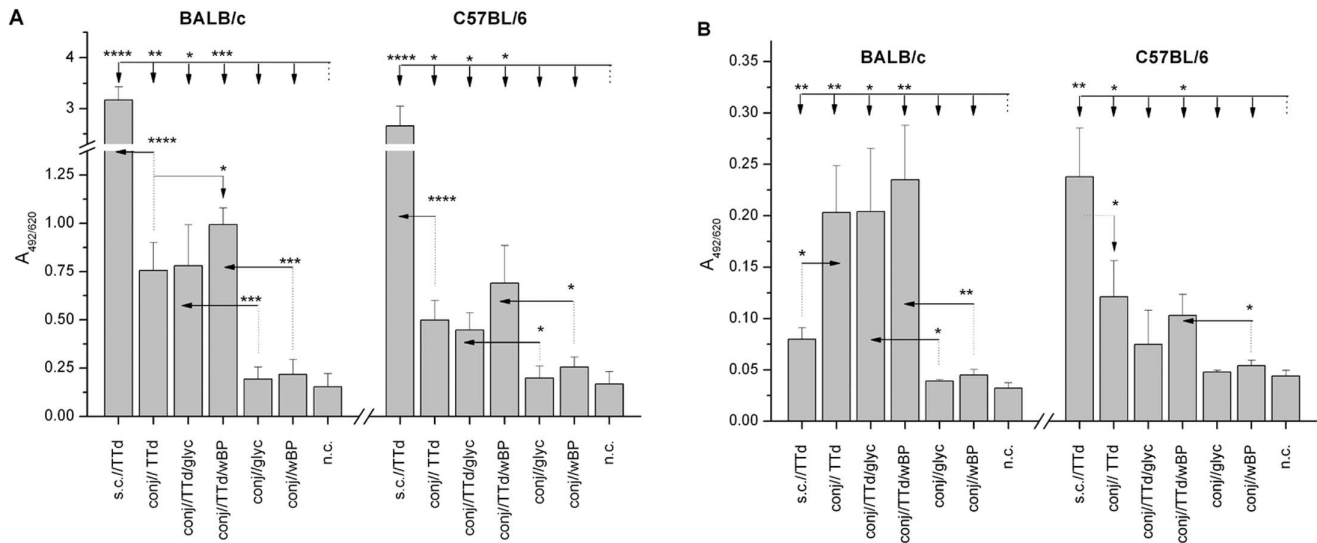 A
BALB/c
C57BL/6
**** ** * ***
**** * * *
4
3
1.25
1.00
0.75
0.50
0.25
0.00
A492/620
****
*
***
***
****
*
*
s.c.//TTd
conj// TTd
conj//TTd/glyc
conj//TTd/wBP
conj//glyc
conj//wBP
n.c.
s.c.//TTd
conj// TTd
conj//TTd/glyc
conj//TTd/wBP
conj//glyc
conj//wBP
n.c.
B
BALB/c
C57BL/6
** ** * **
** * *
0.35
0.30
0.25
0.20
0.15
0.10
0.05
0.00
A492/620
*
**
*
*
*
s.c.//TTd
conj// TTd
conj//TTd/glyc
conj//TTd/wBP
conj//glyc
conj//wBP
n.c.
s.c.//TTd
conj// TTd
conj//TTd/glyc
conj//TTd/wBP
conj//glyc
conj//wBP
n.c.